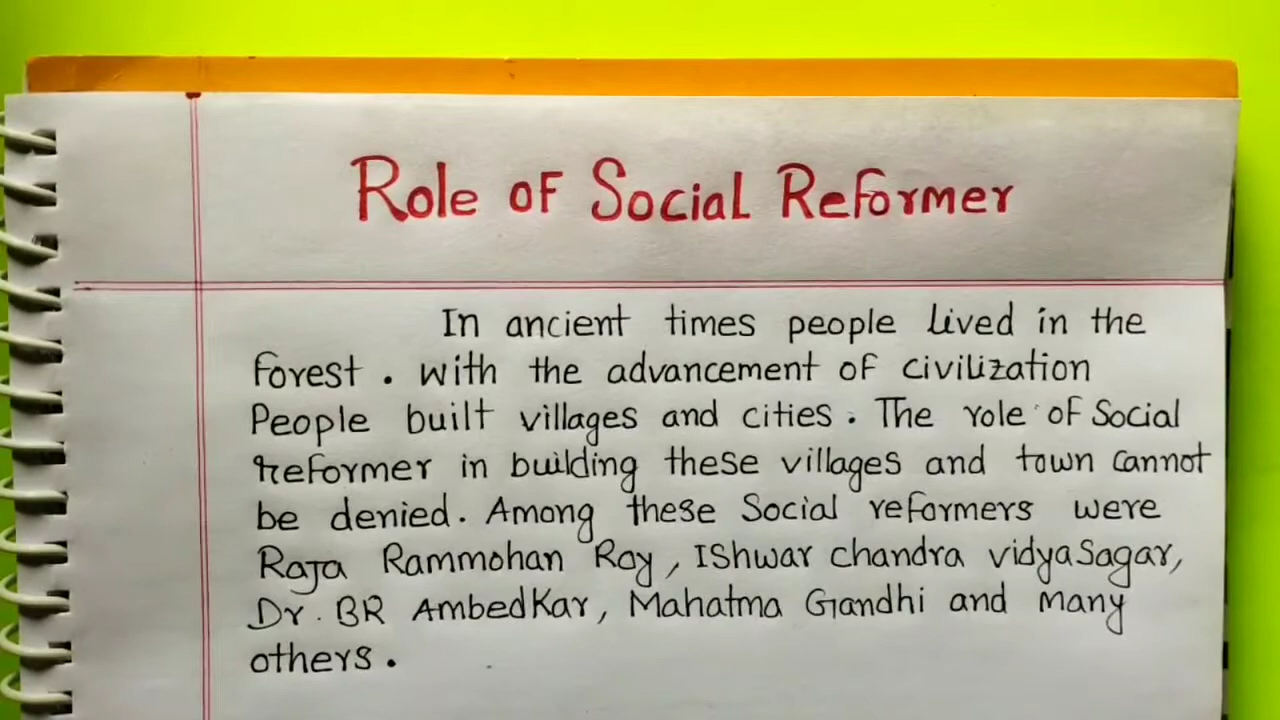 Role of Social Reformer
In ancient times people lived in the
forest. with the advancement of civilization
People built villages and cities. The role of Social
reformer in building these villages and town cannot
be denied. Among these Social reformers were
Raja Rammohan Roy, Ishwar chandra vidyaSagar,
Dr. BR Ambedkar, Mahatma Gandhi and many
others.